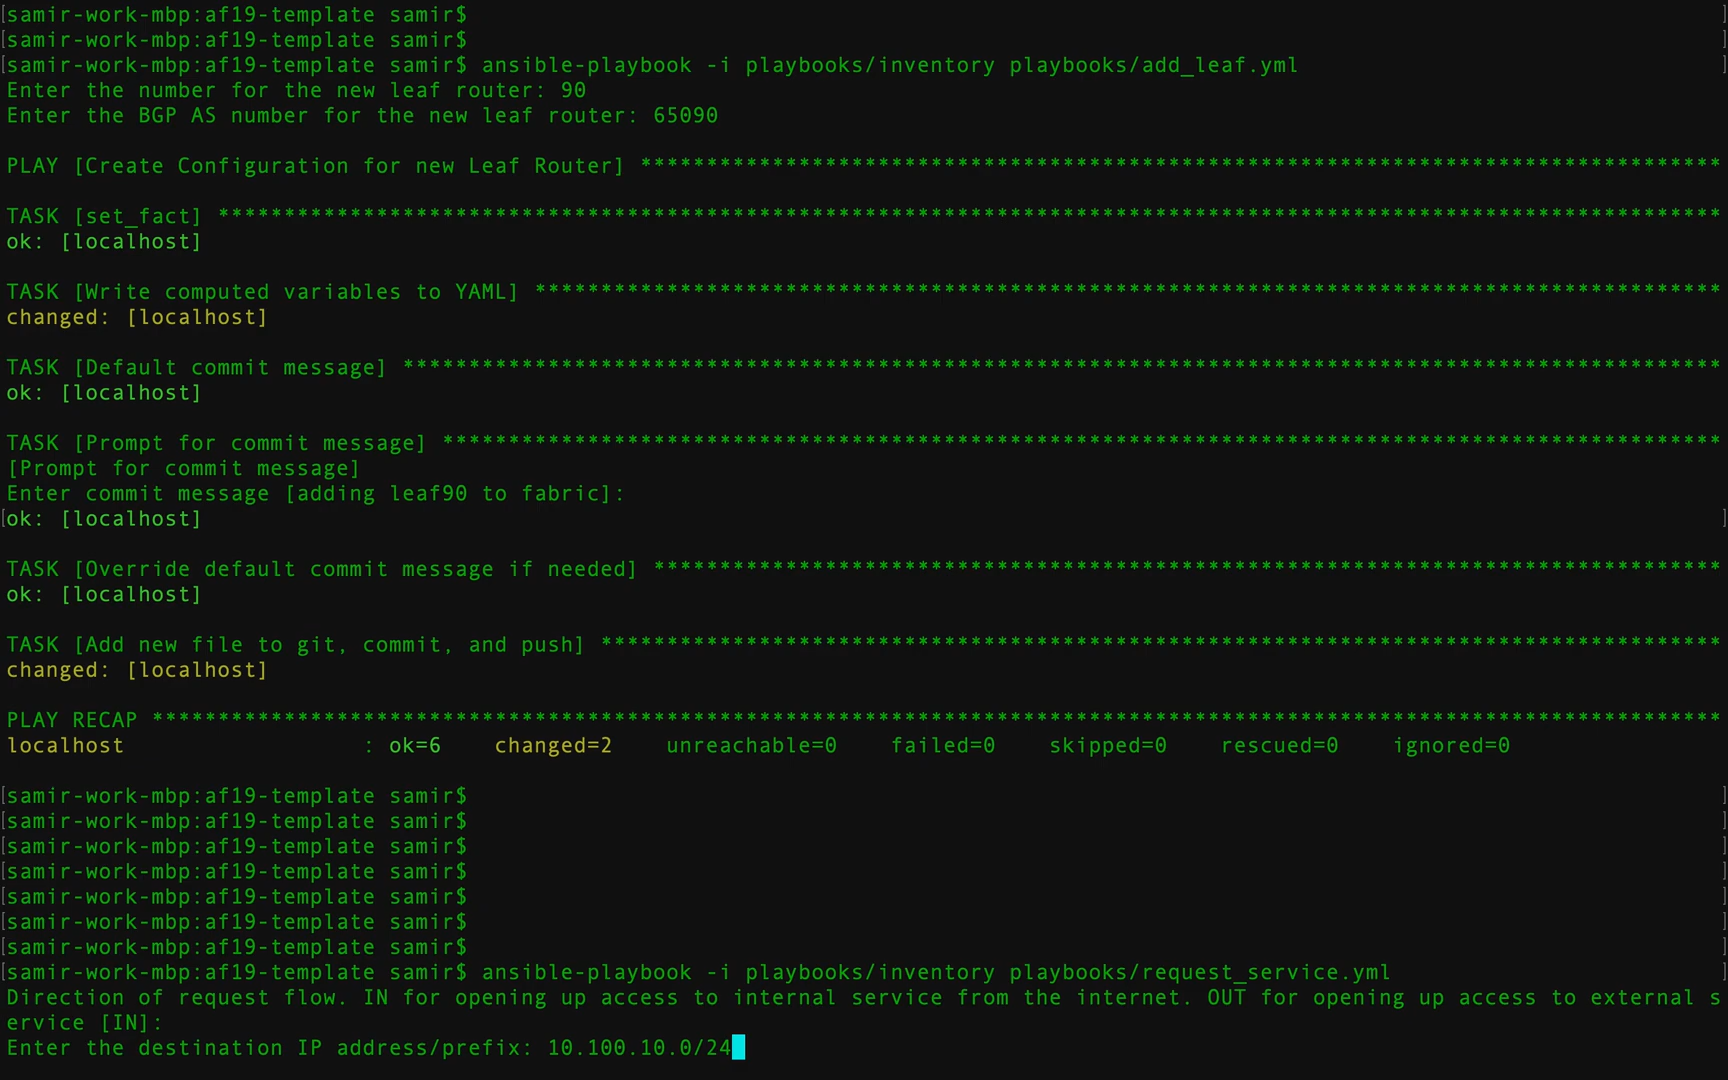 [samir-work-mbp:af19-template samir$ ]
[samir-work-mbp:af19-template samir$ ]
[samir-work-mbp:af19-template samir$ ansible-playbook -i playbooks/inventory playbooks/add_leaf.yml ]
Enter the number for the new leaf router: 90
Enter the BGP AS number for the new leaf router: 65090
PLAY [Create Configuration for new Leaf Router] **********************************************************************************
TASK [set_fact] ******************************************************************************************************************
ok: [localhost]
TASK [Write computed variables to YAML] ******************************************************************************************
changed: [localhost]
TASK [Default commit message] ****************************************************************************************************
ok: [localhost]
TASK [Prompt for commit message] *************************************************************************************************
[Prompt for commit message]
Enter commit message [adding leaf90 to fabric]:
[ok: [localhost] ]
TASK [Override default commit message if needed] *********************************************************************************
ok: [localhost]
TASK [Add new file to git, commit, and push] *************************************************************************************
changed: [localhost]
PLAY RECAP ***********************************************************************************************************************
localhost : ok=6 changed=2 unreachable=0 failed=0 skipped=0 rescued=0 ignored=0
[samir-work-mbp:af19-template samir$ ]
[samir-work-mbp:af19-template samir$ ]
[samir-work-mbp:af19-template samir$ ]
[samir-work-mbp:af19-template samir$ ]
[samir-work-mbp:af19-template samir$ ]
[samir-work-mbp:af19-template samir$ ]
[samir-work-mbp:af19-template samir$ ]
[samir-work-mbp:af19-template samir$ ansible-playbook -i playbooks/inventory playbooks/request_service.yml ]
Direction of request flow. IN for opening up access to internal service from the internet. OUT for opening up access to external s
ervice [IN]:
Enter the destination IP address/prefix: 10.100.10.0/24